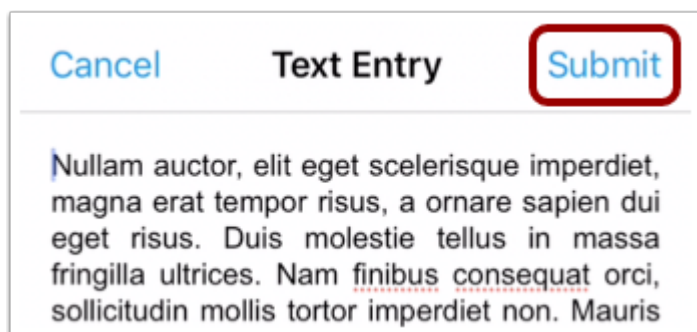 Cancel Text Entry Submit
Nullam auctor, elit eget scelerisque imperdiet,
magna erat tempor risus, a ornare sapien dui
eget risus. Duis molestie tellus in massa
fringilla ultrices. Nam finibus consequat orci,
sollicitudin mollis tortor imperdiet non. Mauris